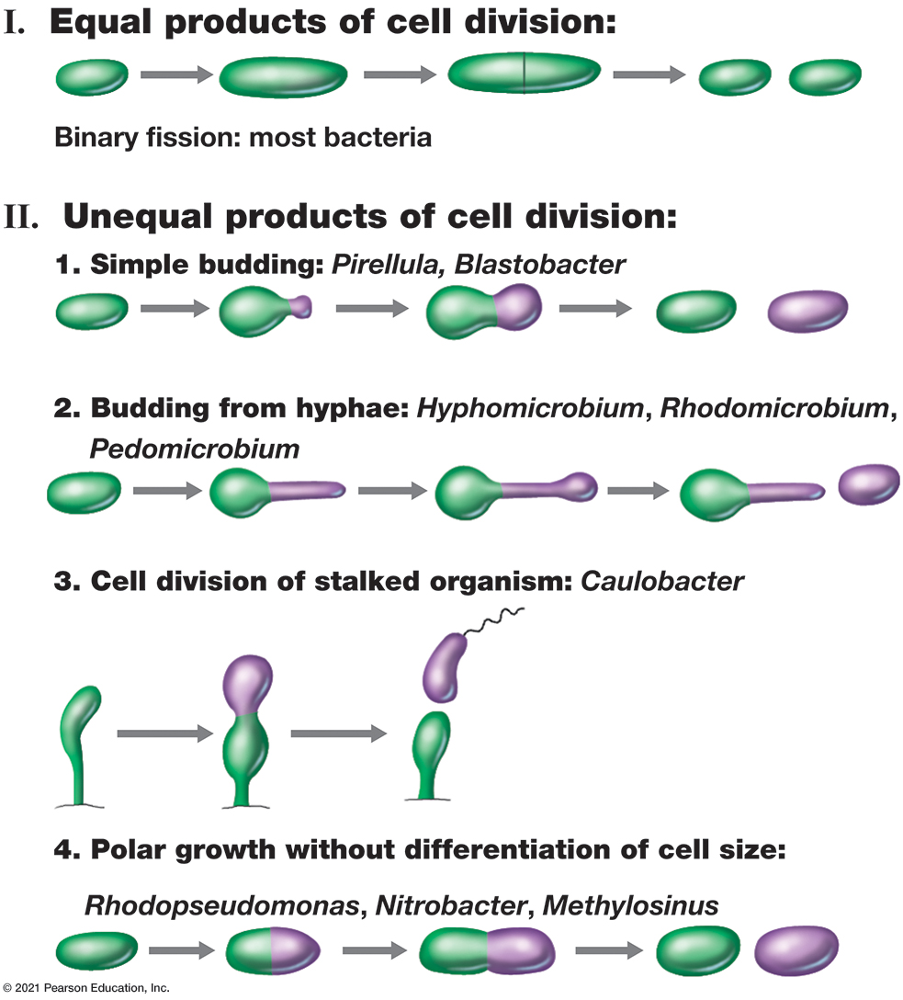 I. Equal products of cell division:
Binary fission: most bacteria
II. Unequal products of cell division:
1. Simple budding: Pirellula, Blastobacter
2. Budding from hyphae: Hyphomicrobium, Rhodomicrobium,
Pedomicrobium
3. Cell division of stalked organism: Caulobacter
4. Polar growth without differentiation of cell size:
Rhodopseudomonas, Nitrobacter, Methylosinus
© 2021 Pearson Education, Inc.